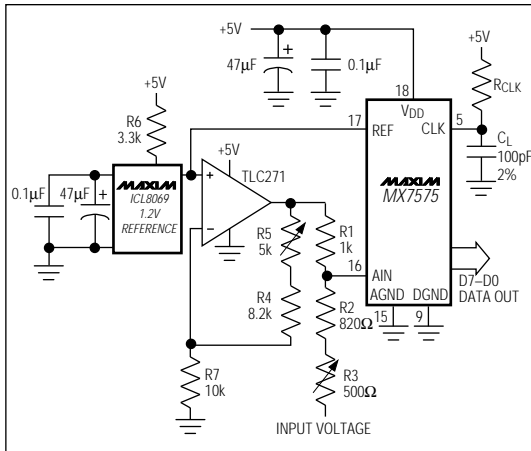 +5V
47µF
+
0.1µF
+5V
RCLK
18
VDD
+5V
R6
3.3k
17
REF
CLK
5
CL
100pF
2%
+5V
TLC271
MAXIM
MX7575
0.1µF
47µF
+
MAXIM
ICL8069
1.2V
REFERENCE
+
−
R5
5k
R1
1k
16
AIN
D7–D0
DATA OUT
R4
8.2k
R2
820Ω
AGND
DGND
15
9
R7
10k
R3
500Ω
INPUT VOLTAGE